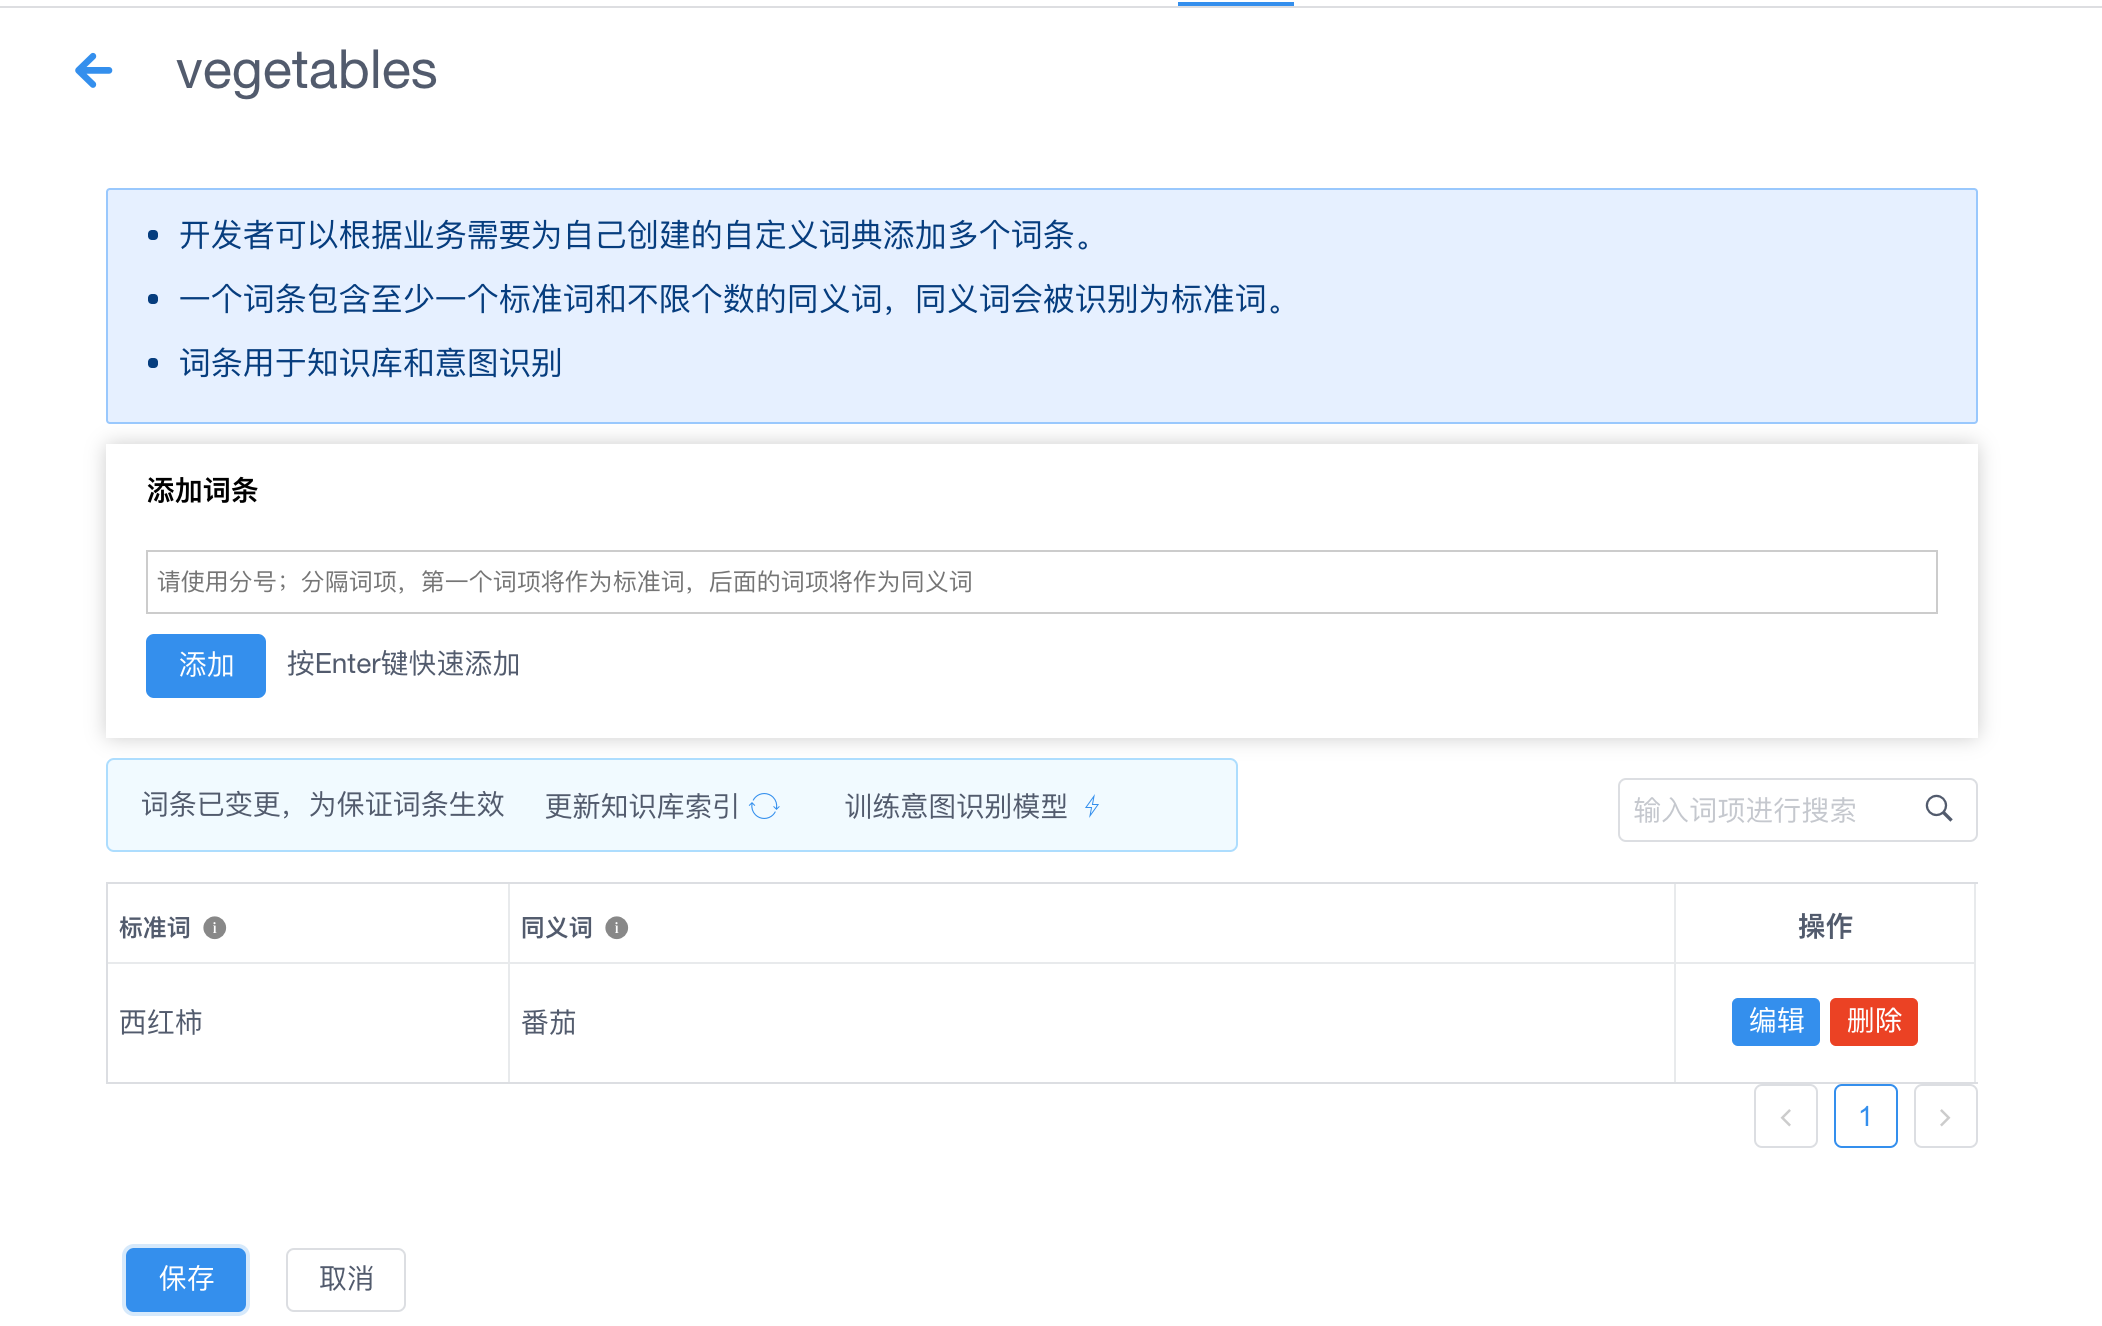 vegetables
开发者可以根据业务需要为自己创建的自定义词典添加多个词条。
一个词条包含至少一个标准词和不限个数的同义词，同义词会被识别为标准词。
词条用于知识库和意图识别
添加词条
请使用分号；分隔词项，第一个词项将作为标准词，后面的词项将作为同义词
添加 按Enter键快速添加
词条已变更，为保证词条生效 更新知识库索引 训练意图识别模型 输入词项进行搜索
标准词 同义词 操作
西红柿 番茄 编辑 删除
1
保存 取消